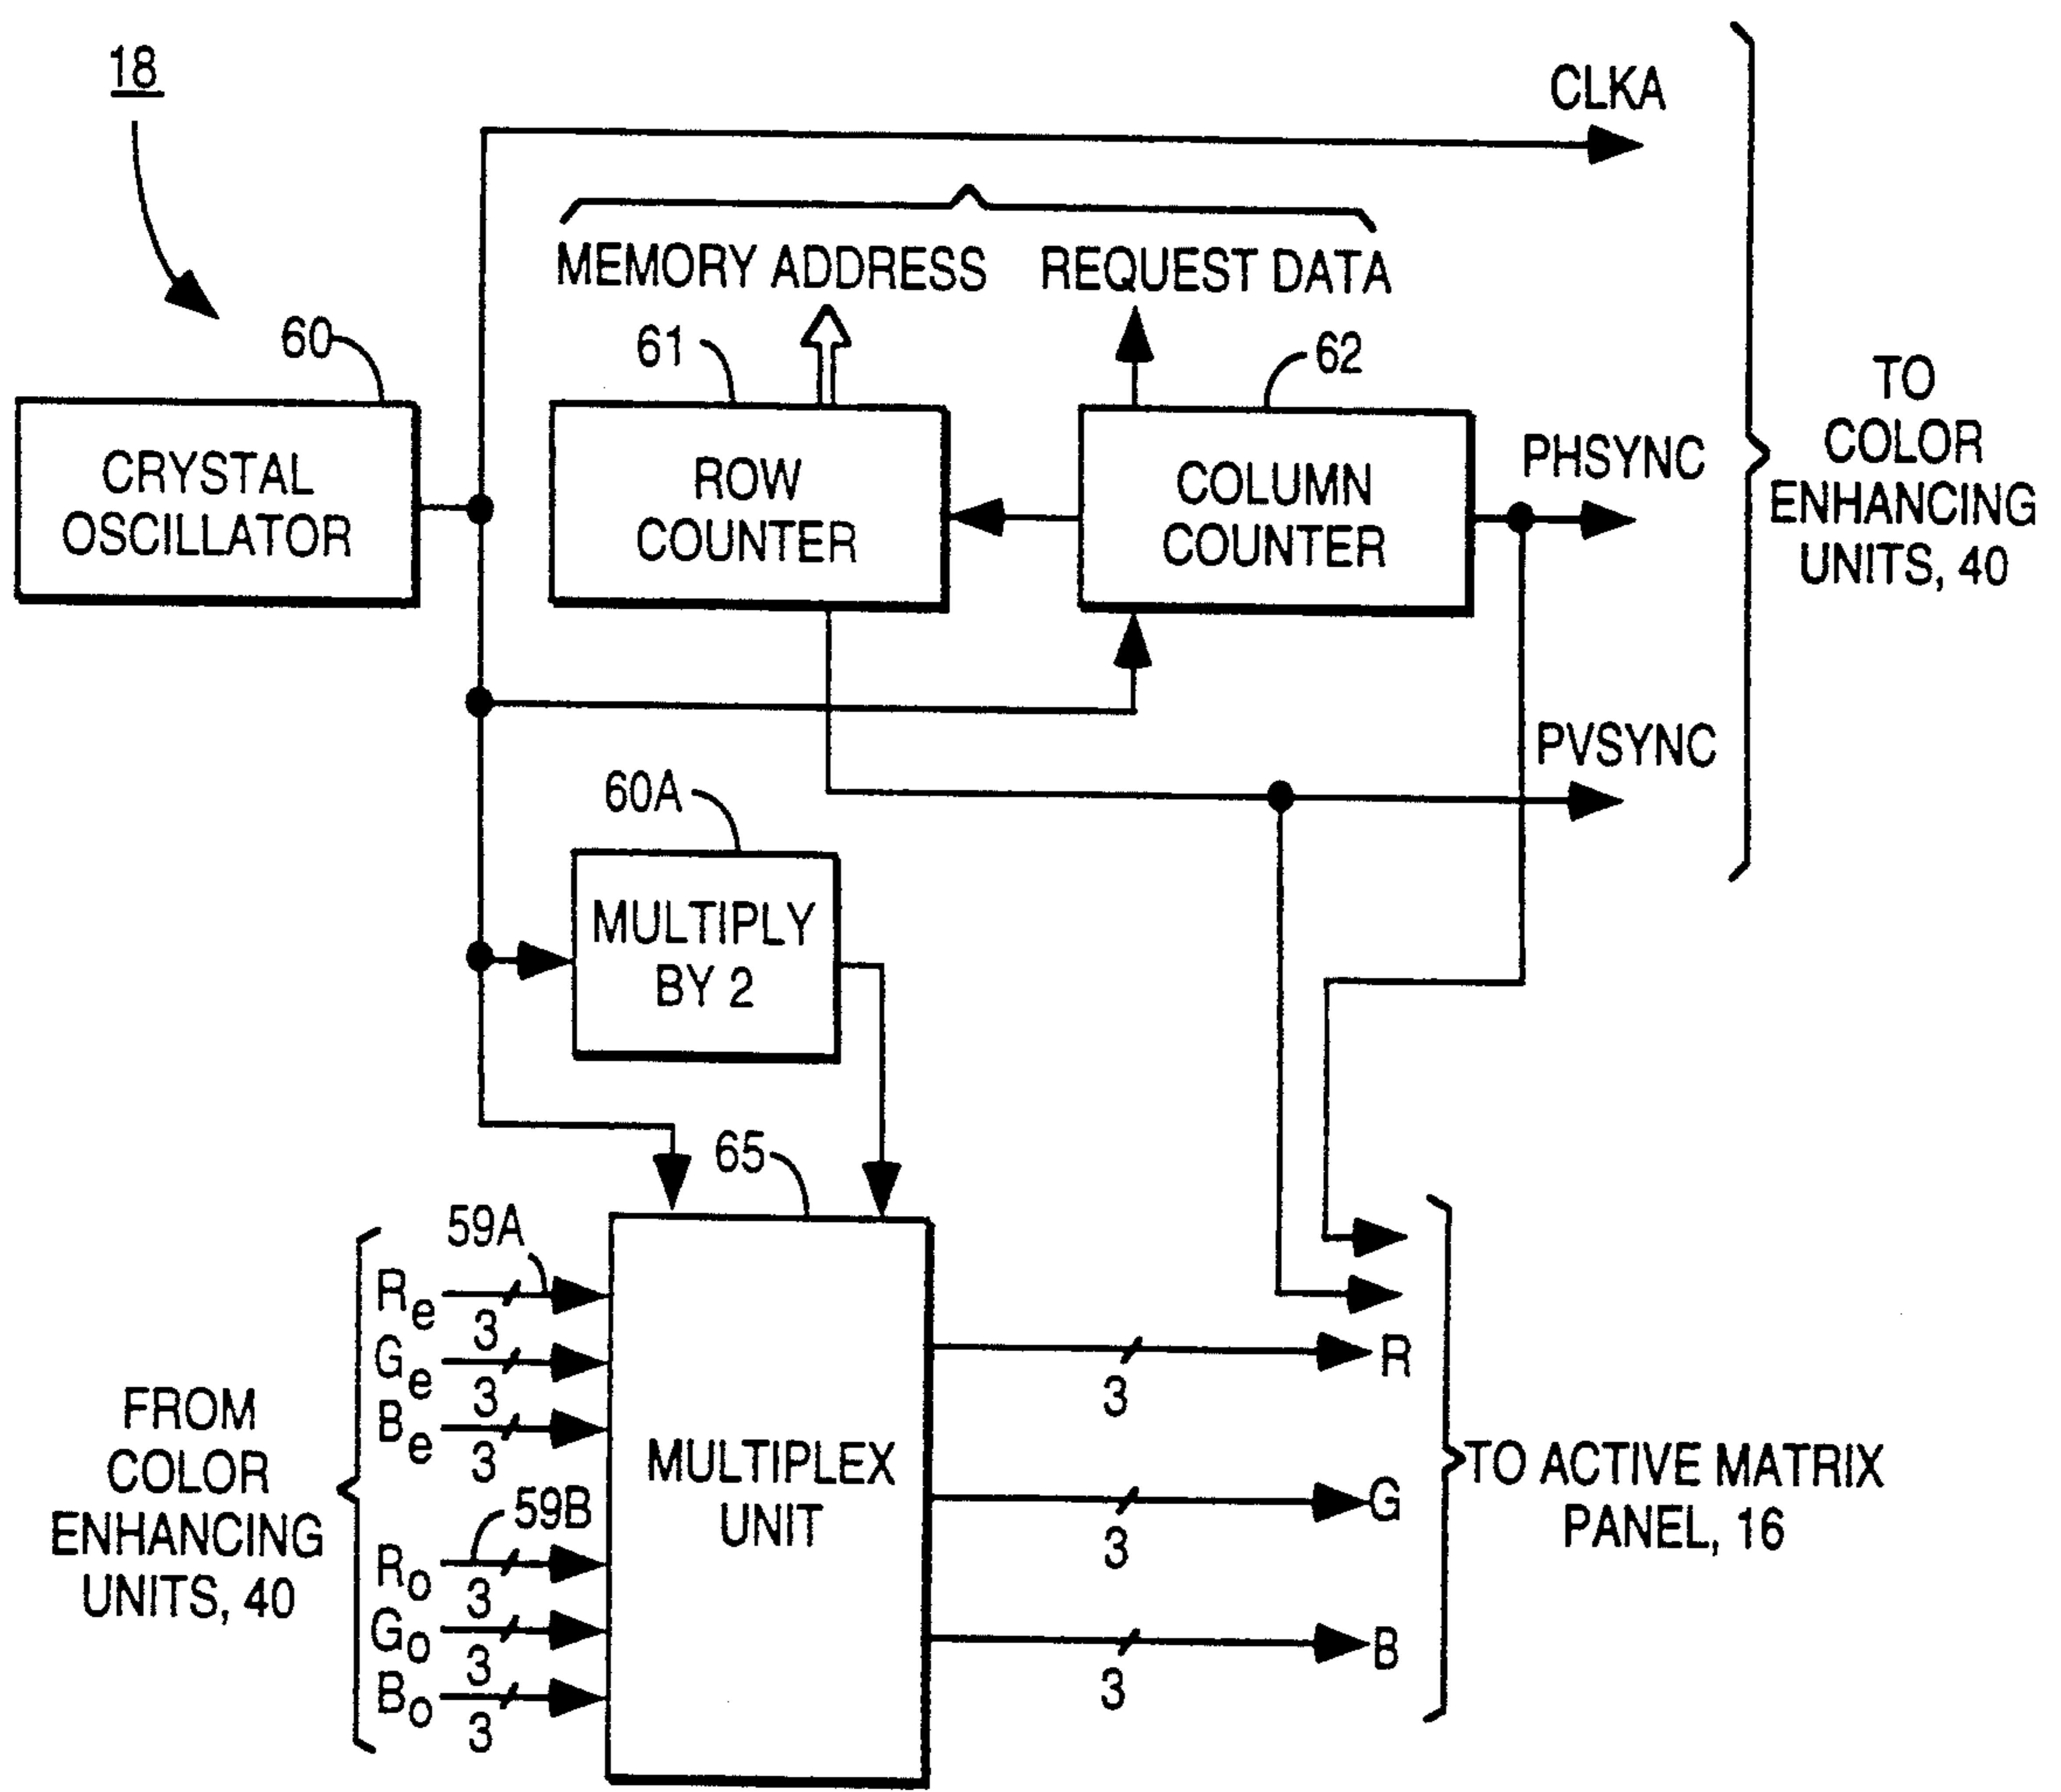 18
CLKA
MEMORY ADDRESS
REQUEST DATA
60
61
62
CRYSTAL
OSCILLATOR
ROW
COUNTER
COLUMN
COUNTER
PHSYNC
TO
COLOR
ENHANCING
UNITS, 40
PVSYNC
60A
MULTIPLY
BY 2
65
59A
FROM
COLOR
ENHANCING
UNITS, 40
Re 3
Ge 3
Be 3
59B
Ro 3
Go 3
Bo 3
MULTIPLEX
UNIT
3 R
3 G
3 B
TO ACTIVE MATRIX
PANEL, 16